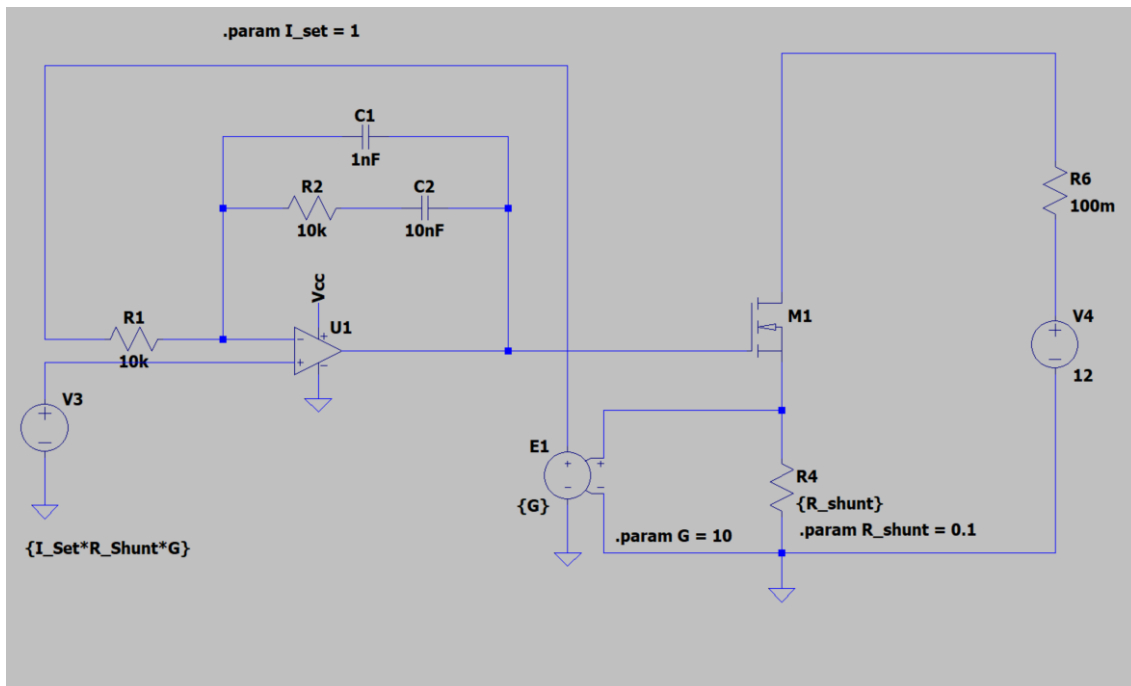 .param I_set = 1
C1
1nF
R2
C2
10k
10nF
Vcc
R1
U1
10k
V3
{I_Set*R_Shunt*G}
M1
R6
100m
V4
12
E1
{G}
R4
{R_shunt}
.param G = 10
.param R_shunt = 0.1